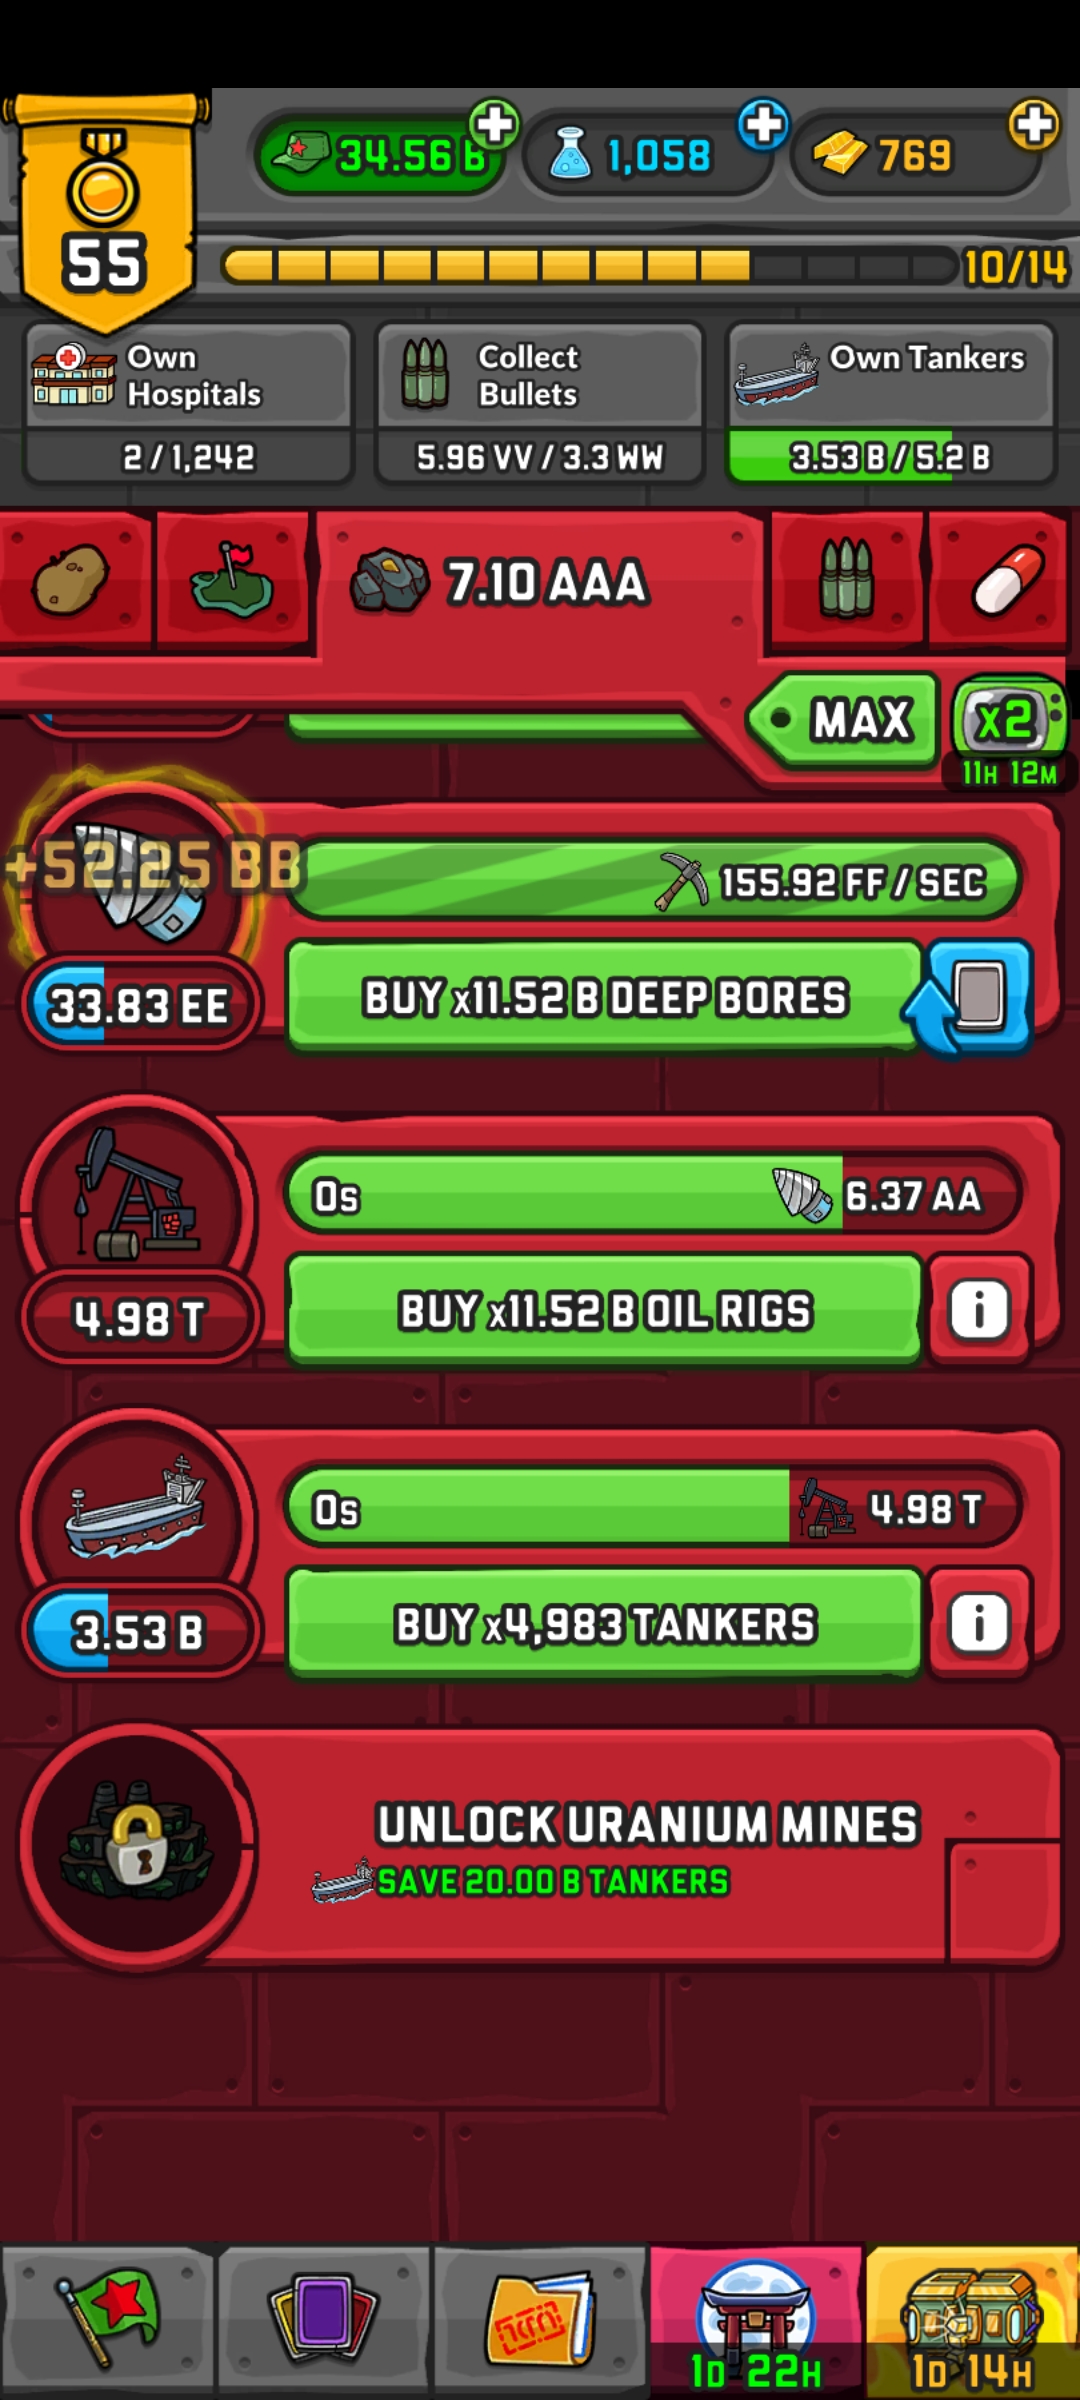 34.56 B
1,058
769
55
10/14
Own
Hospitals
2 / 1,242
Collect
Bullets
5.96 VV / 3.3 WW
Own Tankers
3.53 B / 5.2 B
7.10 AAA
MAX
x2
11H 12M
+52.25 BB
155.92 FF / SEC
33.83 EE
BUY x11.52 B DEEP BORES
0s
6.37 AA
4.98 T
BUY x11.52 B OIL RIGS
i
0s
4.98 T
3.53 B
BUY x4,983 TANKERS
i
UNLOCK URANIUM MINES
SAVE 20.00 B TANKERS
1D 22H
1D 14H